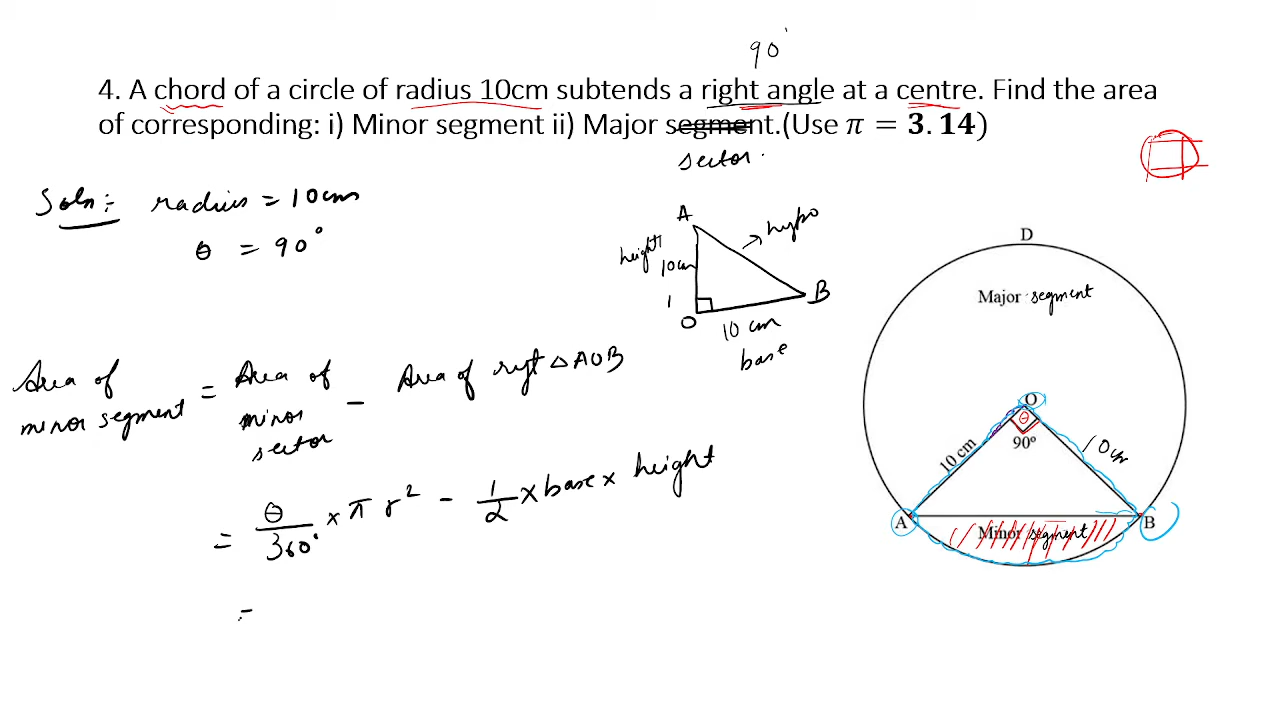 90°
4. A chord of a circle of radius 10cm subtends a right angle at a centre. Find the area
of corresponding: i) Minor segment ii) Major segment.(Use π = 3.14)
sector.
Soln:- radius = 10cm
θ = 90°
A
height
10cm
hypo
O
B
10 cm
base
D
Major segment
O
θ
90°
10 cm
10cm
A
B
Minor segment
Area of minor segment = Area of minor sector - Area of ryt △AOB
= θ/360° × π r² - 1/2 × base × height
=